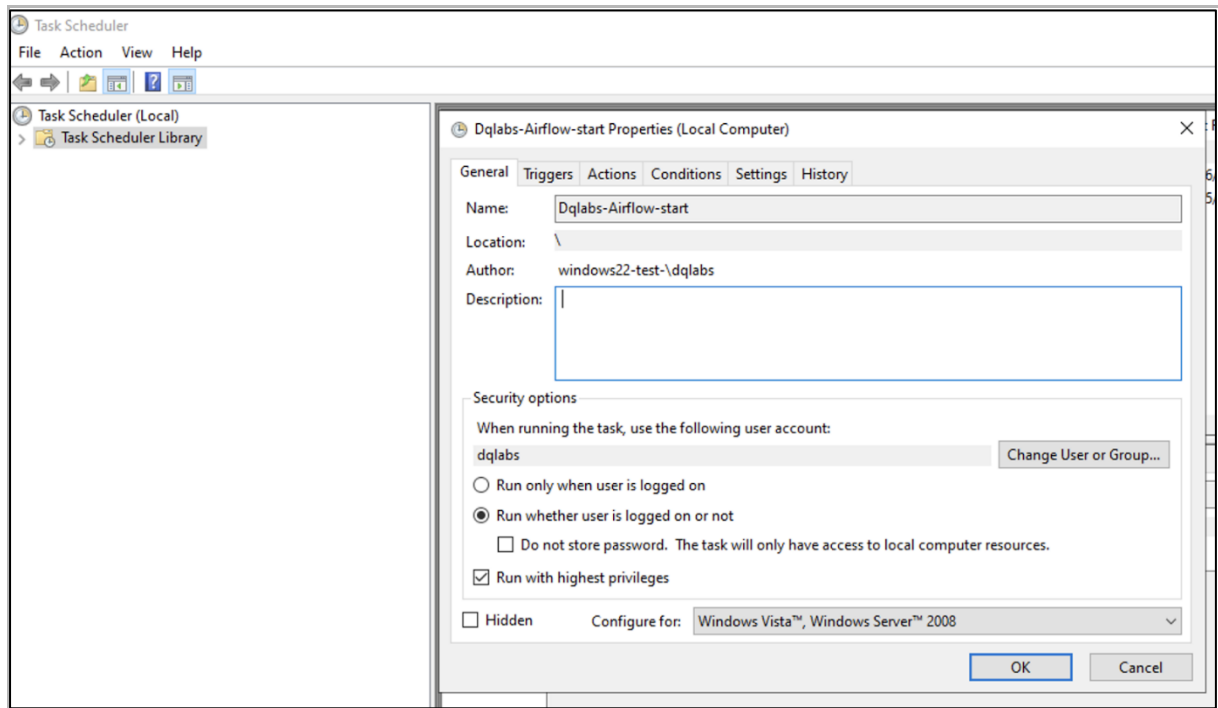 Task Scheduler
File Action View Help
Task Scheduler (Local)
Task Scheduler Library
Dqlabs-Airflow-start Properties (Local Computer)
General Triggers Actions Conditions Settings History
Name: Dqlabs-Airflow-start
Location: \
Author: windows22-test-\dqlabs
Description:
Security options
When running the task, use the following user account:
dqlabs Change User or Group...
Run only when user is logged on
Run whether user is logged on or not
Do not store password. The task will only have access to local computer resources.
Run with highest privileges
Hidden Configure for: Windows Vista™, Windows Server™ 2008
OK Cancel